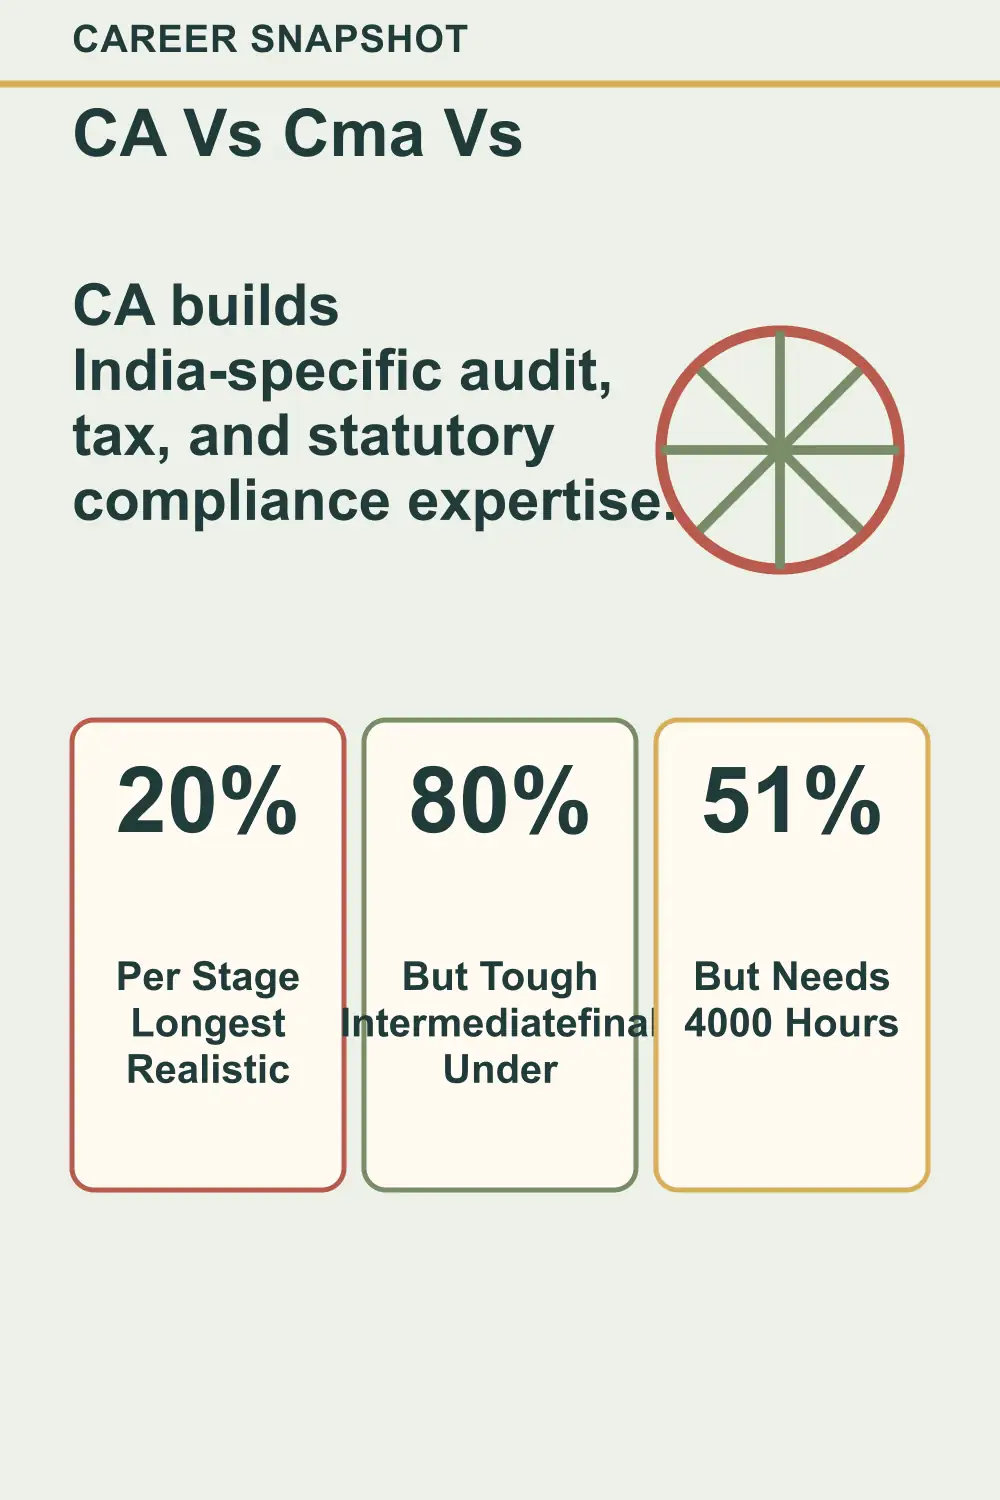 CAREER SNAPSHOT
CA Vs Cma Vs
CA builds
India-specific audit,
tax, and statutory
compliance expertise.
20%
Per Stage
Longest
Realistic
80%
But Tough
Intermediatefinal
Under
51%
But Needs
4000 Hours